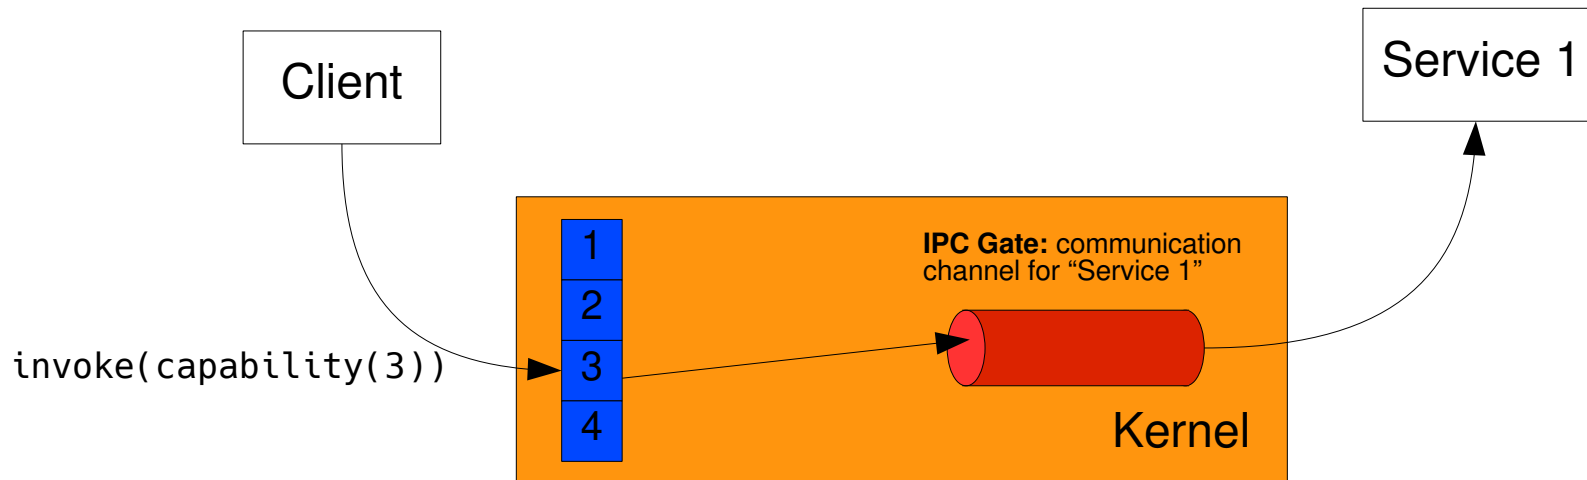 Client
Service 1
1
2
3
4
IPC Gate: communication
channel for “Service 1”
invoke(capability(3))
Kernel